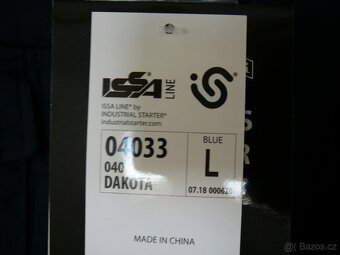 ISSA LINE
ISSA LINE® by
INDUSTRIAL STARTER®
industrialstarter.com
04033
040
DAKOTA
BLUE
L
07.18 00062
MADE IN CHINA
S
R
Bazos.cz